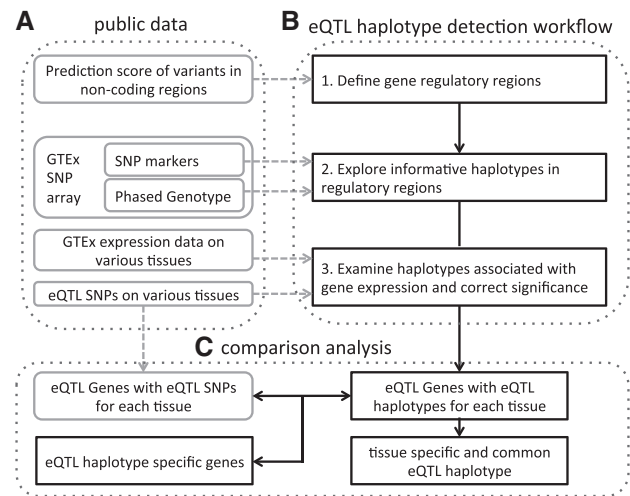 A public data
B eQTL haplotype detection workflow
Prediction score of variants in
non-coding regions
GTEx
SNP
array
SNP markers
Phased Genotype
GTEx expression data on
various tissues
eQTL SNPs on various tissues
1. Define gene regulatory regions
2. Explore informative haplotypes in
regulatory regions
3. Examine haplotypes associated with
gene expression and correct significance
C comparison analysis
eQTL Genes with eQTL SNPs
for each tissue
eQTL haplotype specific genes
eQTL Genes with eQTL
haplotypes for each tissue
tissue specific and common
eQTL haplotype